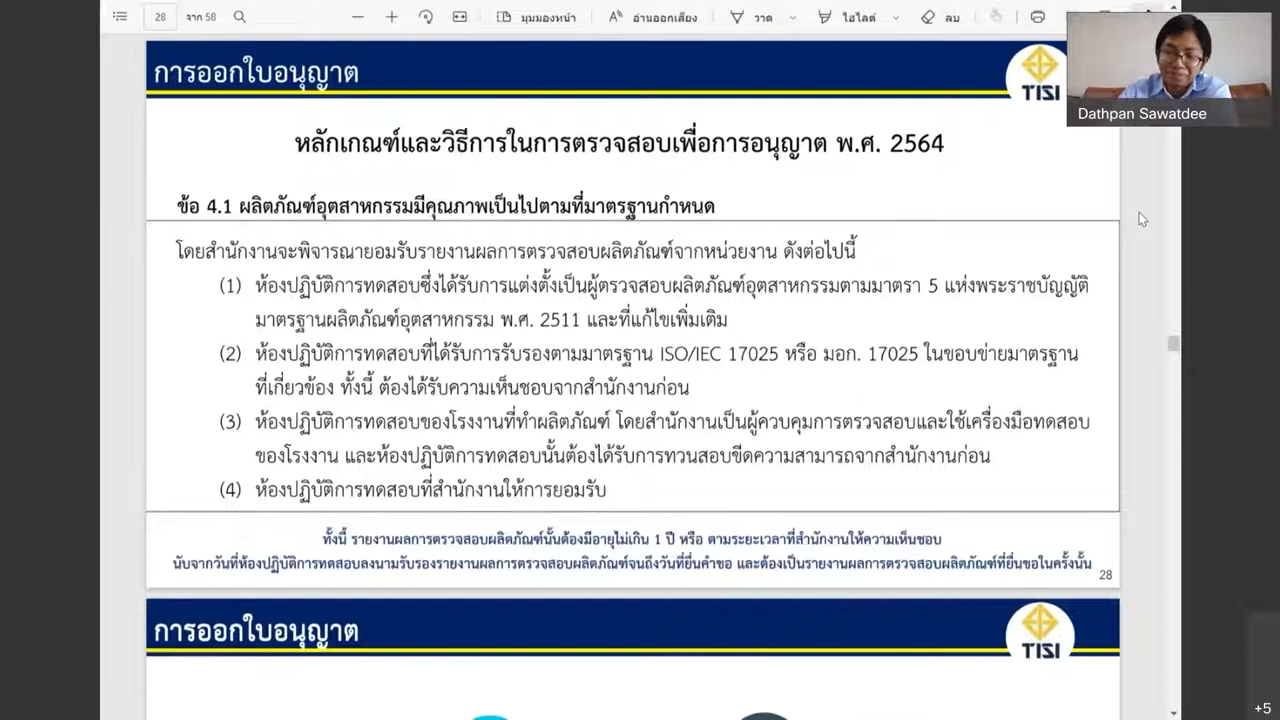 28 จาก 58 มุมมองหน้า อ่านออกเสียง วาด ไฮไลต์ ลบ
การออกใบอนุญาต
TISI
Dathpan Sawatdee
หลักเกณฑ์และวิธีการในการตรวจสอบเพื่อการอนุญาต พ.ศ. 2564
ข้อ 4.1 ผลิตภัณฑ์อุตสาหกรรมมีคุณภาพเป็นไปตามที่มาตรฐานกำหนด
โดยสำนักงานจะพิจารณายอมรับรายงานผลการตรวจสอบผลิตภัณฑ์จากหน่วยงาน ดังต่อไปนี้
(1) ห้องปฏิบัติการทดสอบซึ่งได้รับการแต่งตั้งเป็นผู้ตรวจสอบผลิตภัณฑ์อุตสาหกรรมตามมาตรา 5 แห่งพระราชบัญญัติ
มาตรฐานผลิตภัณฑ์อุตสาหกรรม พ.ศ. 2511 และที่แก้ไขเพิ่มเติม
(2) ห้องปฏิบัติการทดสอบที่ได้รับการรับรองตามมาตรฐาน ISO/IEC 17025 หรือ มอก. 17025 ในขอบข่ายมาตรฐาน
ที่เกี่ยวข้อง ทั้งนี้ ต้องได้รับความเห็นชอบจากสำนักงานก่อน
(3) ห้องปฏิบัติการทดสอบของโรงงานที่ทำผลิตภัณฑ์ โดยสำนักงานเป็นผู้ควบคุมการตรวจสอบและใช้เครื่องมือทดสอบ
ของโรงงาน และห้องปฏิบัติการทดสอบนั้นต้องได้รับการทวนสอบขีดความสามารถจากสำนักงานก่อน
(4) ห้องปฏิบัติการทดสอบที่สำนักงานให้การยอมรับ
ทั้งนี้ รายงานผลการตรวจสอบผลิตภัณฑ์นั้นต้องมีอายุไม่เกิน 1 ปี หรือ ตามระยะเวลาที่สำนักงานให้ความเห็นชอบ
นับจากวันที่ห้องปฏิบัติการทดสอบลงนามรับรองรายงานผลการตรวจสอบผลิตภัณฑ์จนถึงวันที่ยื่นคำขอ และต้องเป็นรายงานผลการตรวจสอบผลิตภัณฑ์ที่ยื่นขอในครั้งนั้น
28
การออกใบอนุญาต
TISI
+5